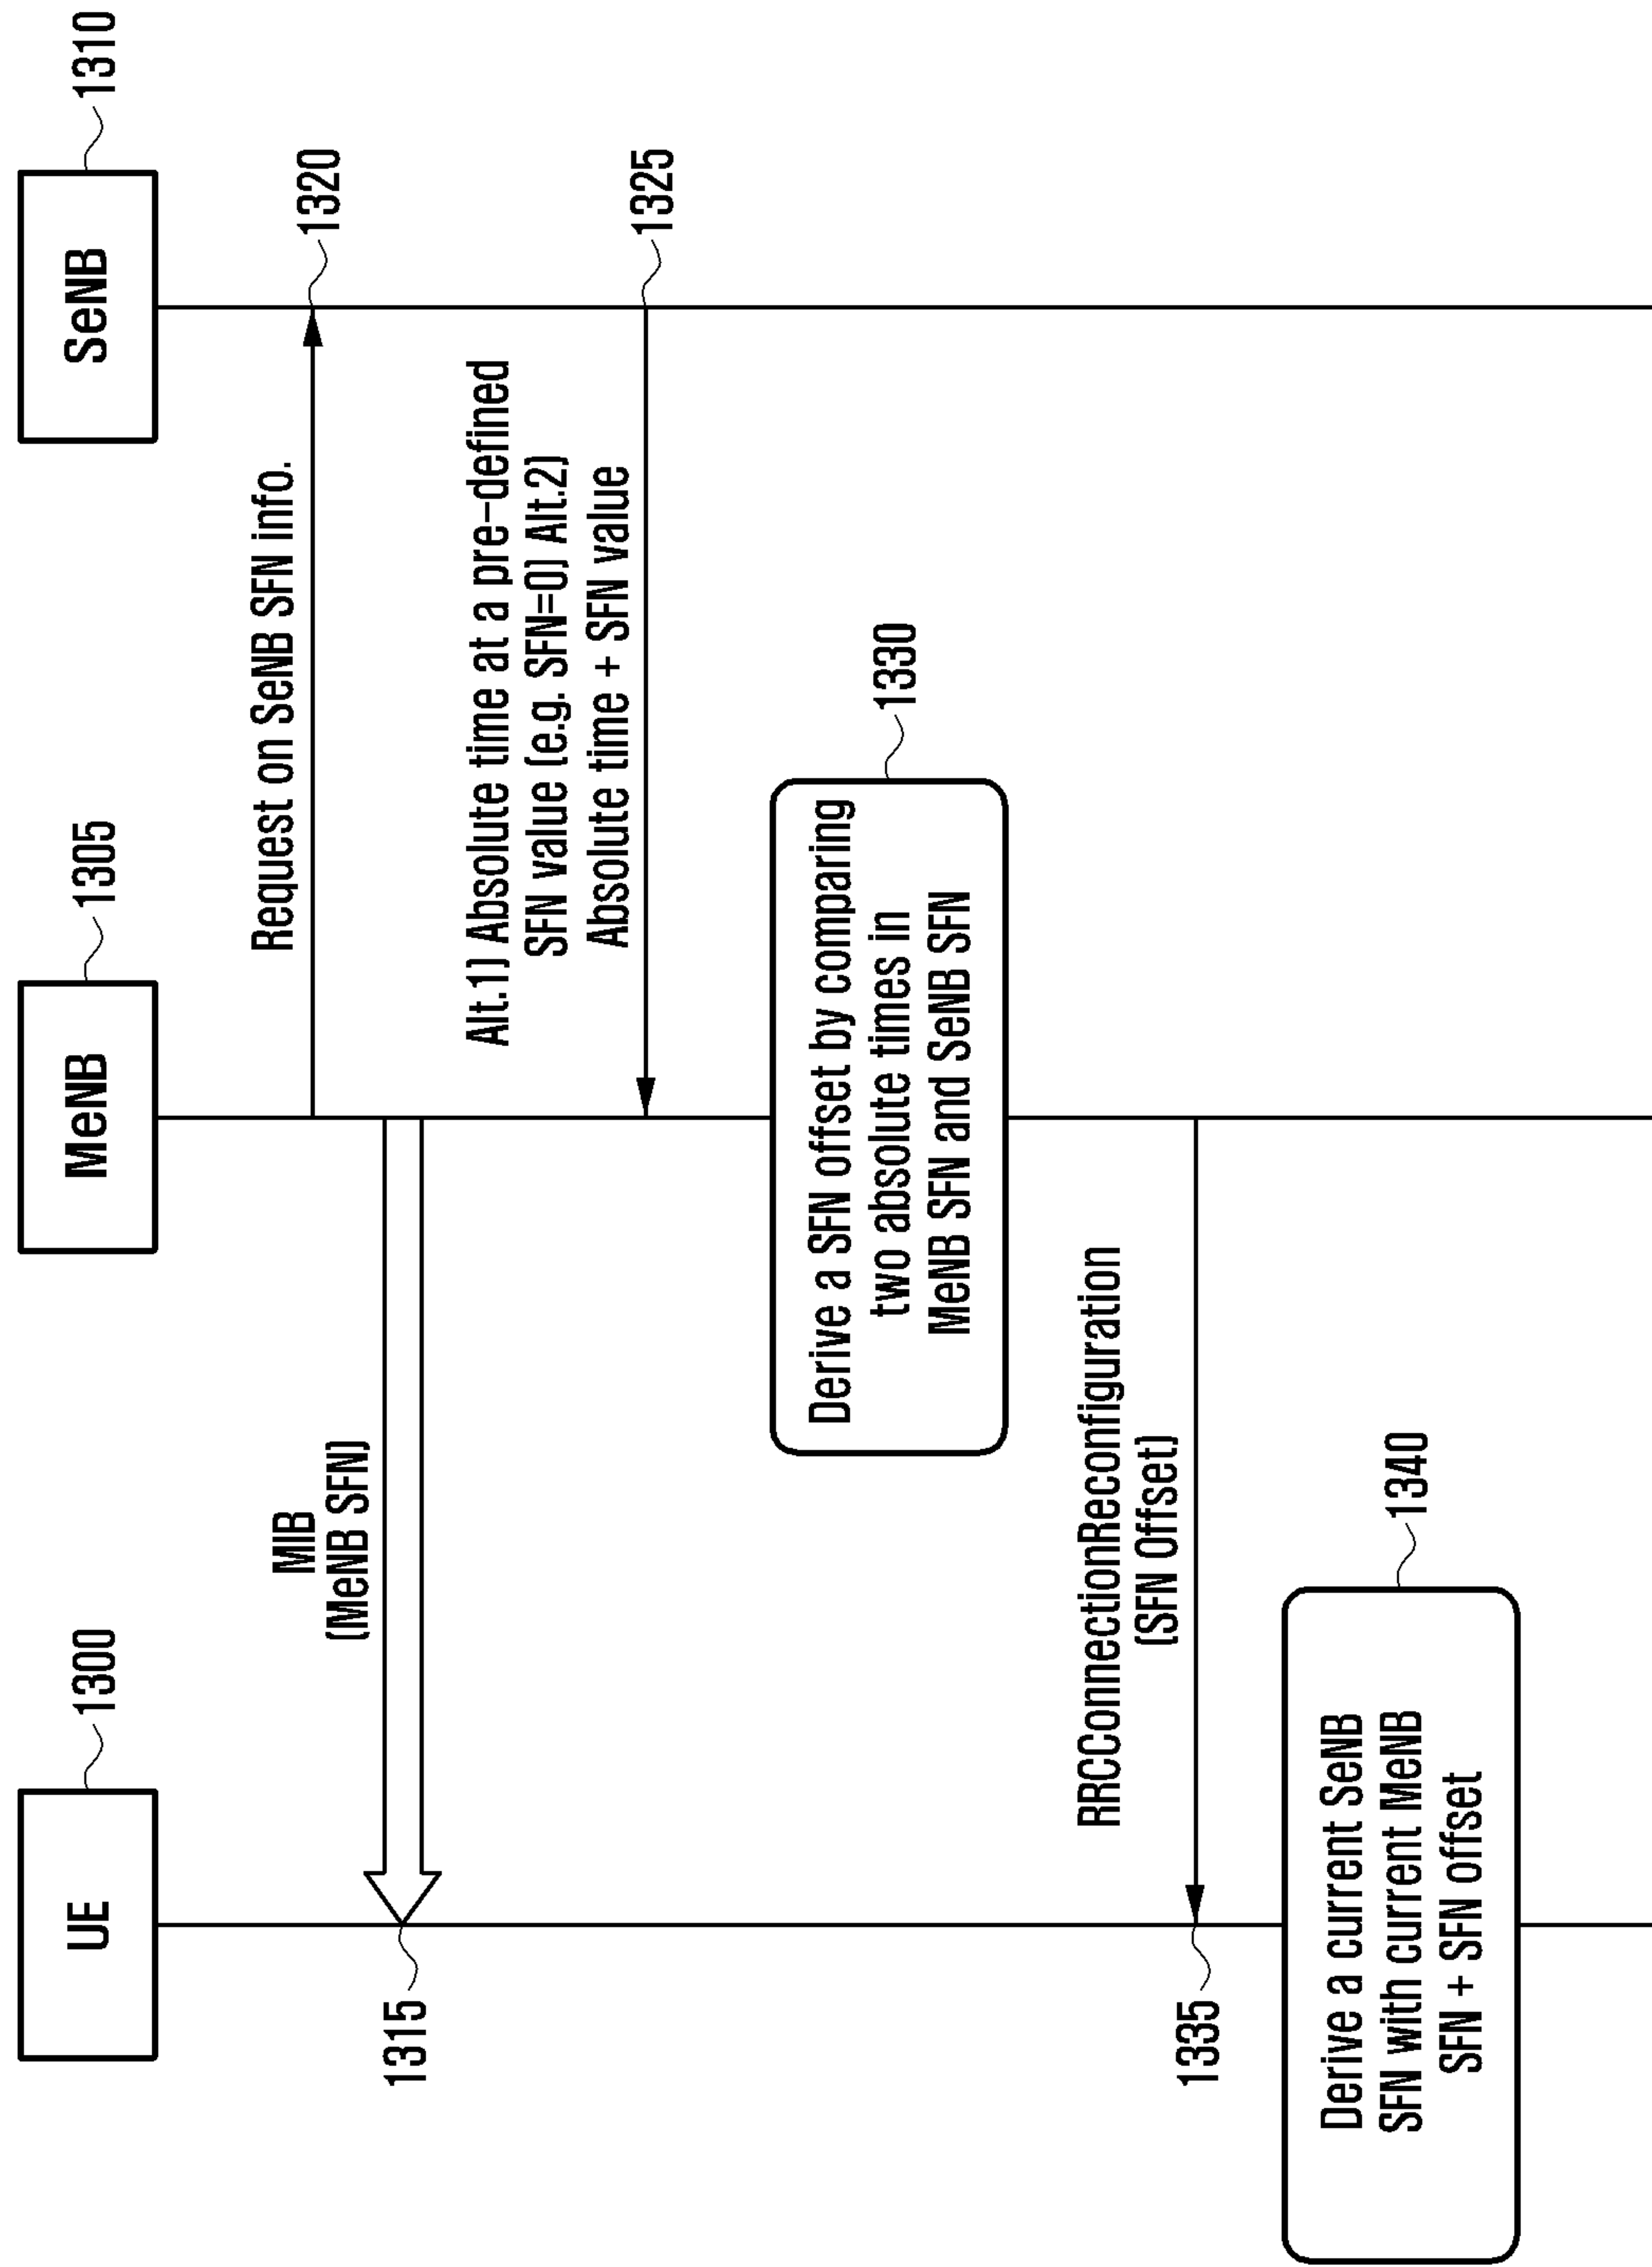 UE
1300
MeNB
1305
SeNB
1310
Request on SeNB SFN info.
1320
MIB
(MeNB SFN)
1315
Alt.1) Absolute time at a pre-defined
SFN value (e.g. SFN=0) Alt.2)
Absolute time + SFN value
1325
Derive a SFN offset by comparing
two absolute times in
MeNB SFN and SeNB SFN
1330
RRCConnectionReconfiguration
(SFN Offset)
1335
Derive a current SeNB
SFN with current MeNB
SFN + SFN offset
1340